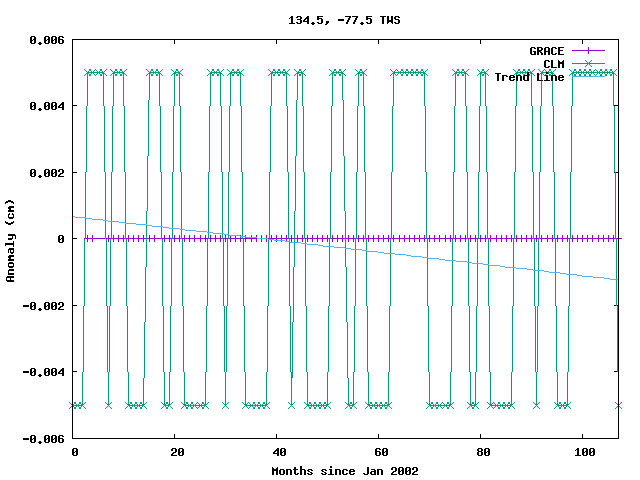 134.5, -77.5 TWS
0.006
GRACE
CLM
Trend Line
0.004
0.002
0
-0.002
-0.004
-0.006
Anomaly (cm)
0 20 40 60 80 100
Months since Jan 2002